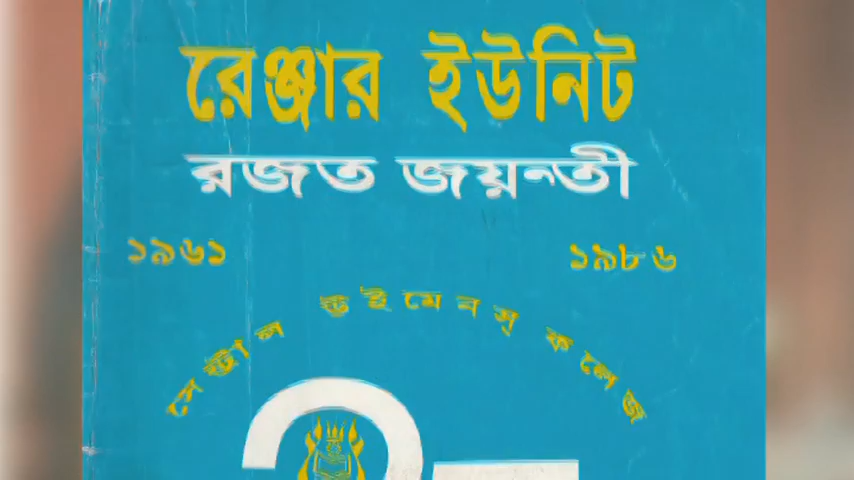 রেঞ্জার ইউনিট
রজত জয়ন্তী
১৯৬১ ১৯৮৬
সেন্ট্রাল উইমেনস্ কলেজ